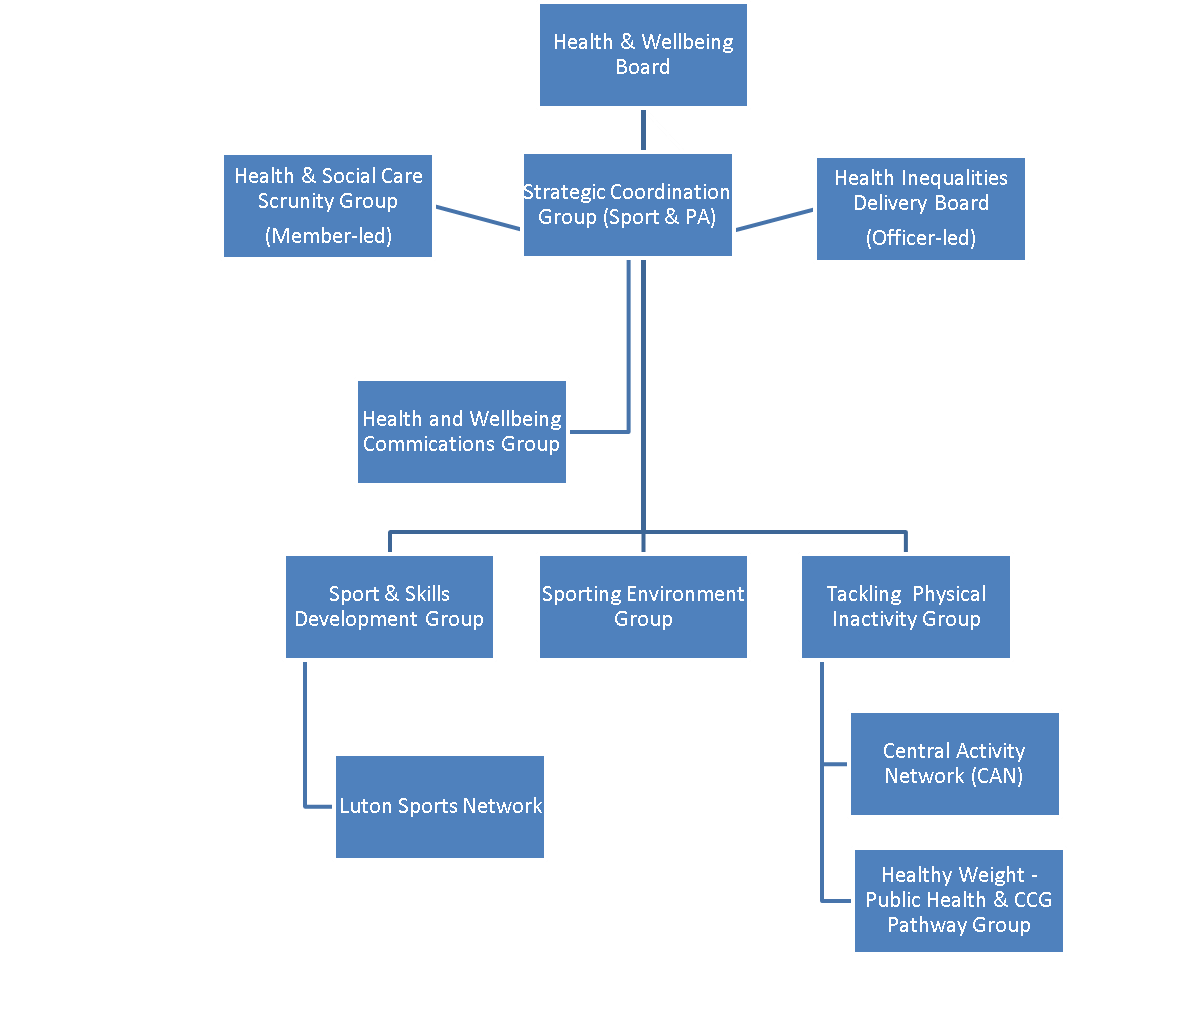 Health & Wellbeing
Board
Health & Social Care
Scrunity Group
(Member-led)
Strategic Coordination
Group (Sport & PA)
Health Inequalities
Delivery Board
(Officer-led)
Health and Wellbeing
Commications Group
Sport & Skills
Development Group
Sporting Environment
Group
Tackling Physical
Inactivity Group
Central Activity
Network (CAN)
Luton Sports Network
Healthy Weight -
Public Health & CCG
Pathway Group